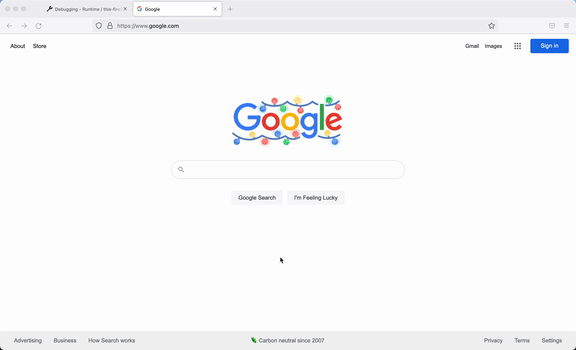 Debugging - Runtime / this-fire
Google
https://www.google.com
About Store Gmail Images Sign in
Google
Google Search I'm Feeling Lucky
Advertising Business How Search works Carbon neutral since 2007 Privacy Terms Settings